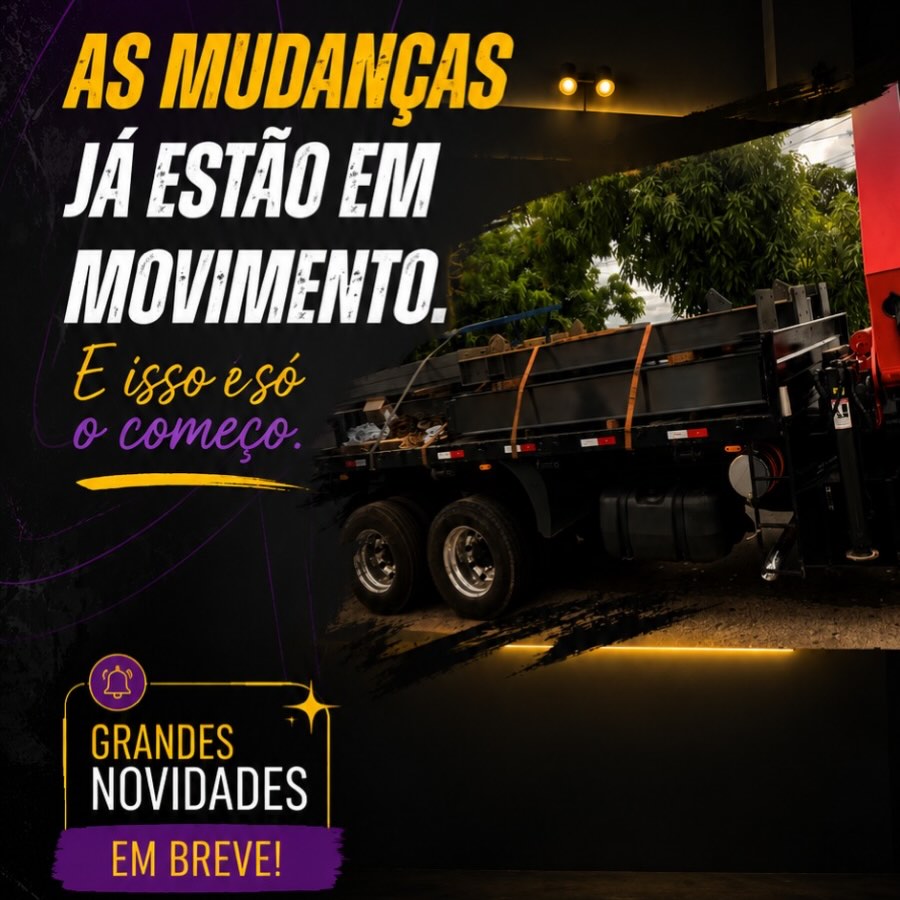 AS MUDANÇAS
JÁ ESTÃO EM
MOVIMENTO.
E isso e só
o começo.
GRANDES
NOVIDADES
EM BREVE!